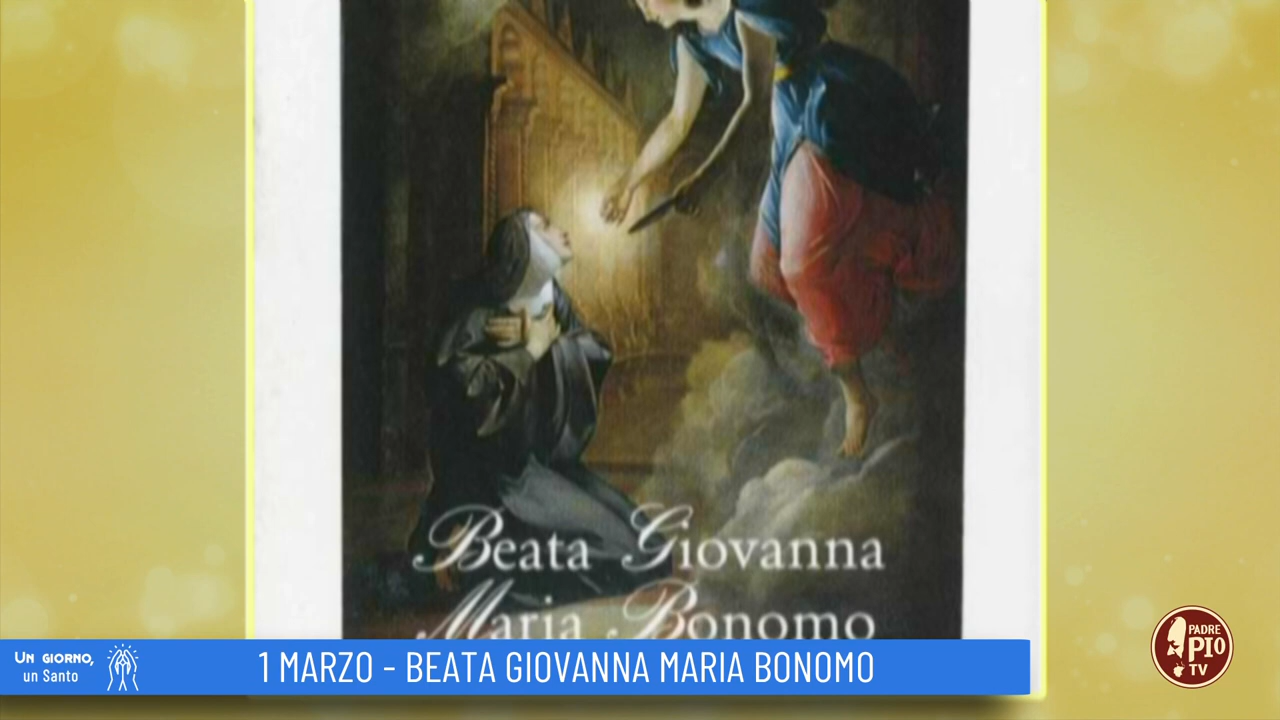 Beata Giovanna
Maria Bonomo
Un giorno,
un Santo
1 MARZO - BEATA GIOVANNA MARIA BONOMO
PADRE
PIO
TV